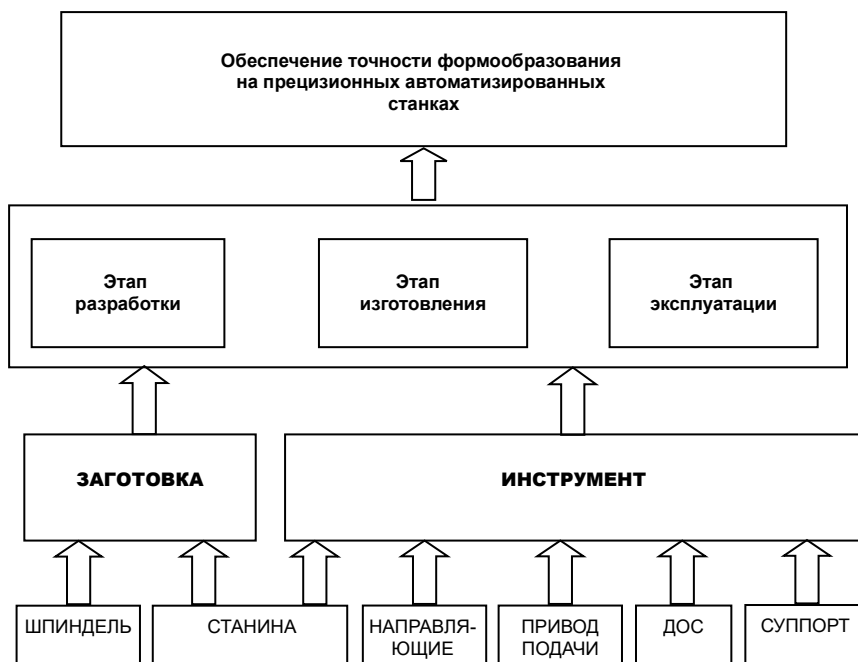 Обеспечение точности формообразования
на прецизионных автоматизированных
станках
Этап
разработки
Этап
изготовления
Этап
эксплуатации
ЗАГОТОВКА
ИНСТРУМЕНТ
ШПИНДЕЛЬ
СТАНИНА
НАПРАВЛЯ-
ЮЩИЕ
ПРИВОД
ПОДАЧИ
ДОС
СУППОРТ